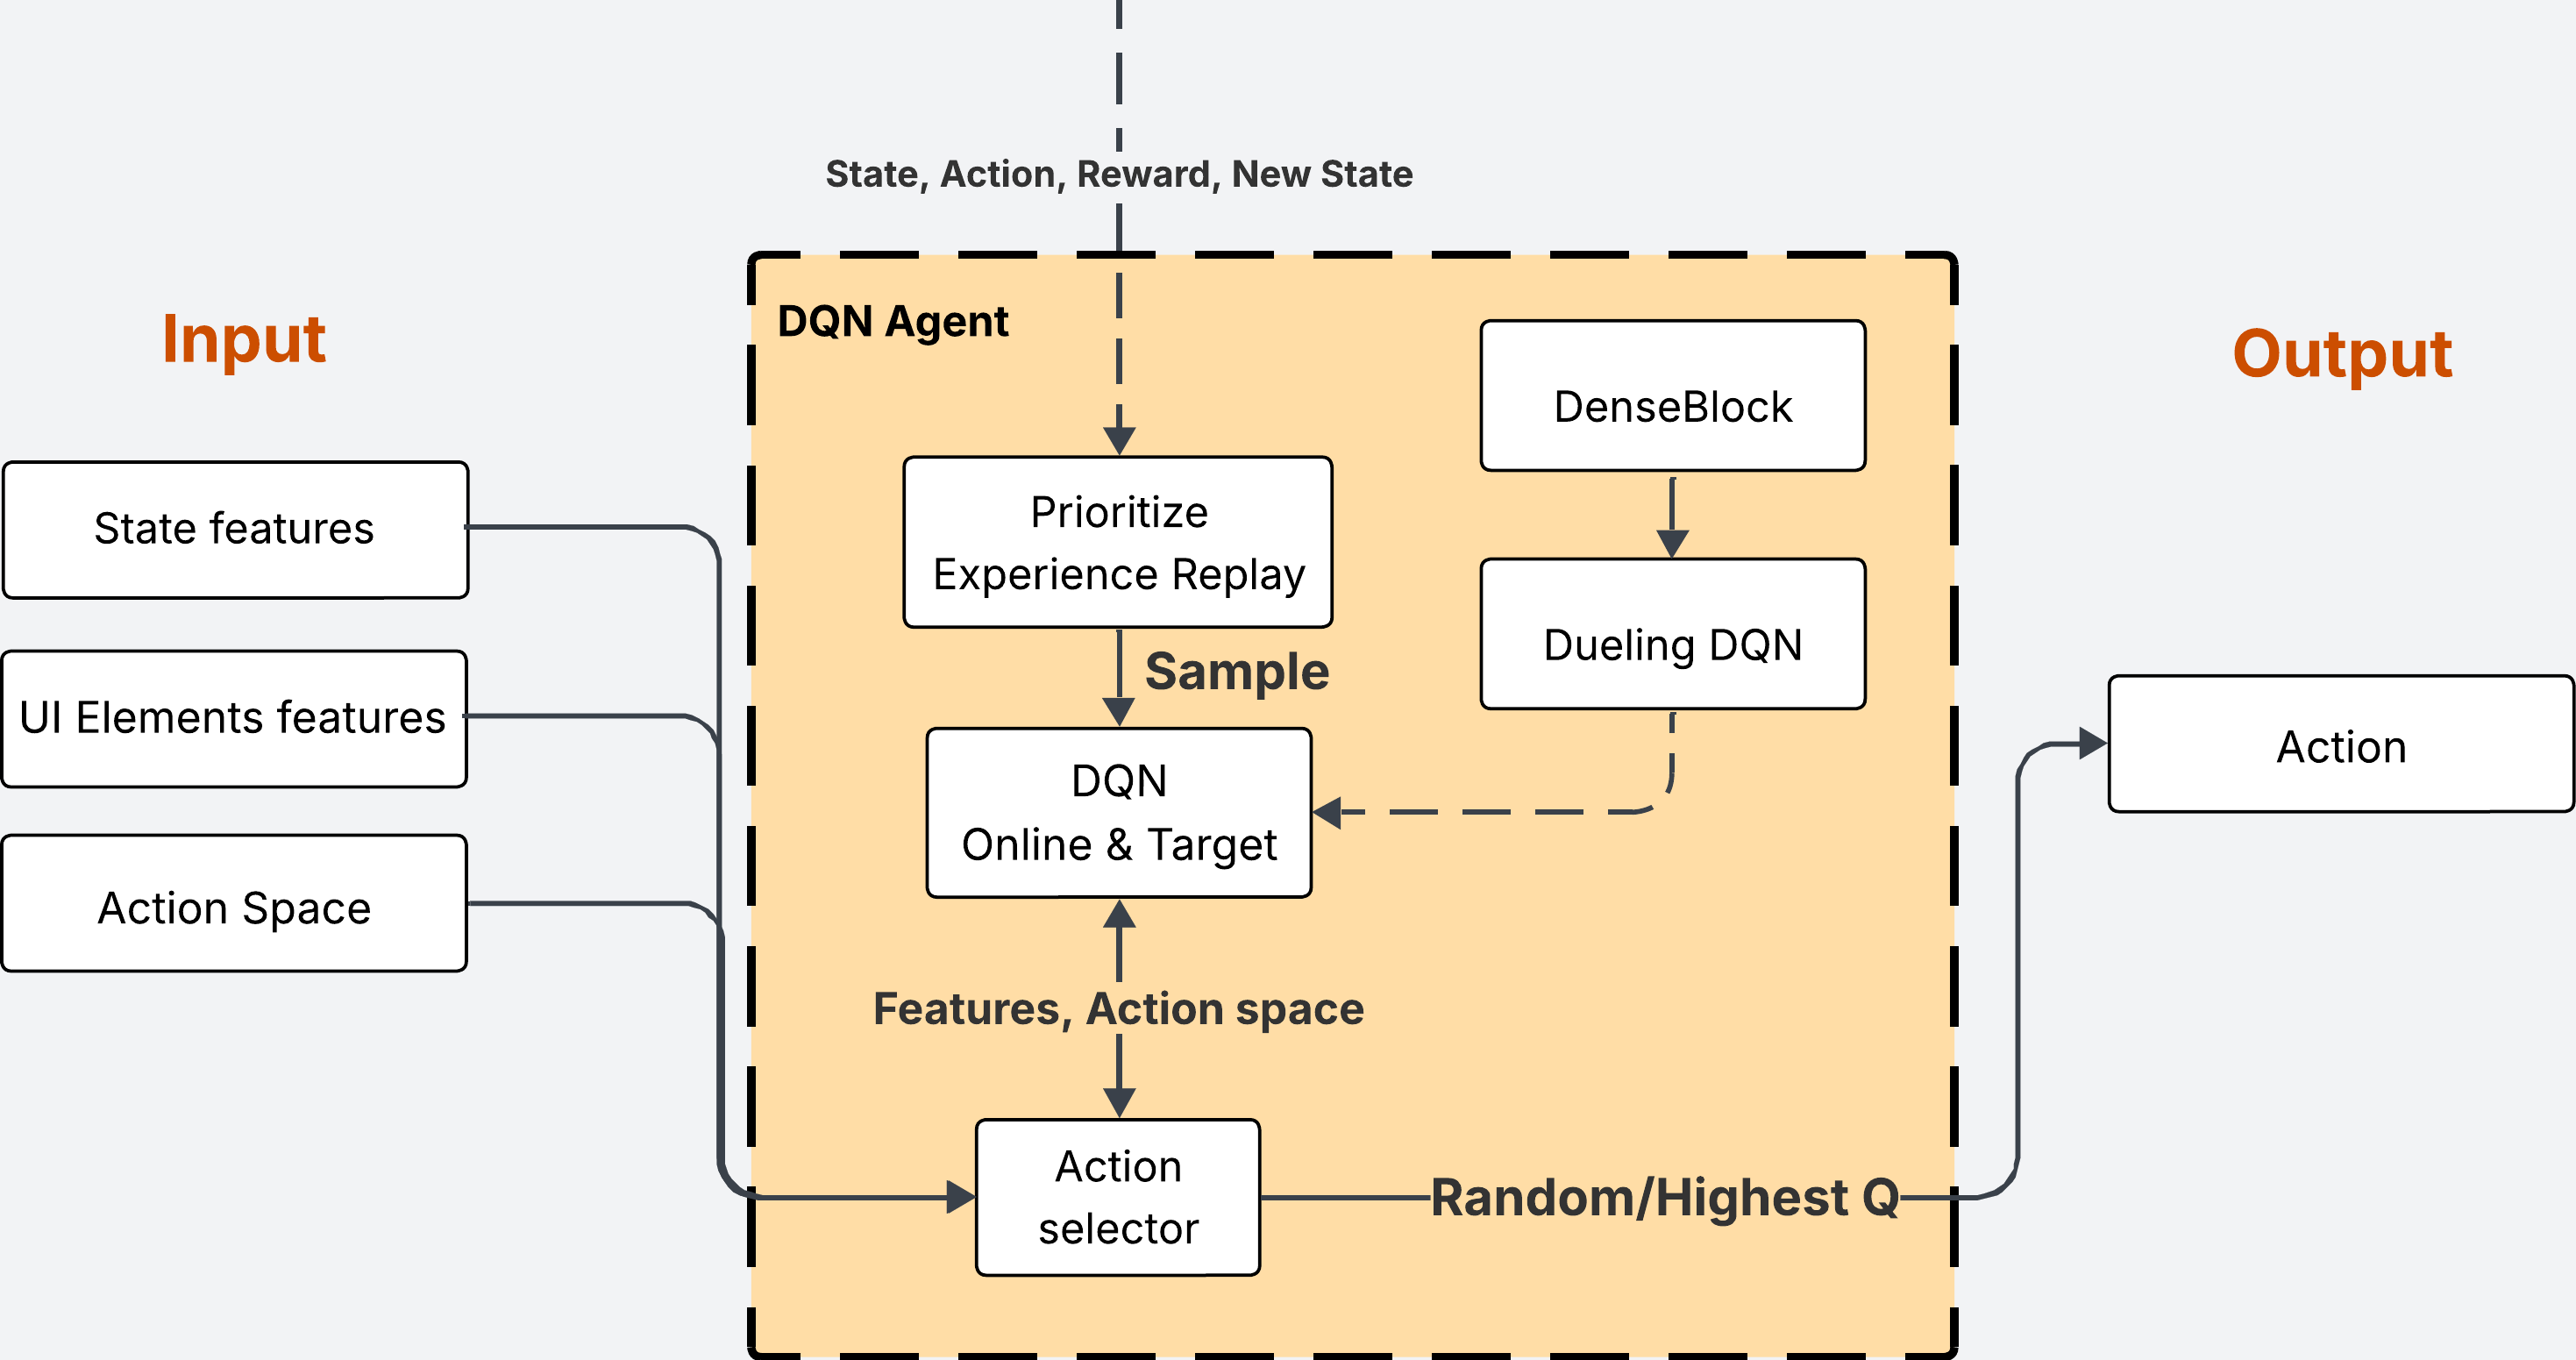 State, Action, Reward, New State
Input
State features
UI Elements features
Action Space
DQN Agent
Prioritize
Experience Replay
Sample
DQN
Online & Target
Features, Action space
Action
selector
DenseBlock
Dueling DQN
Random/Highest Q
Output
Action